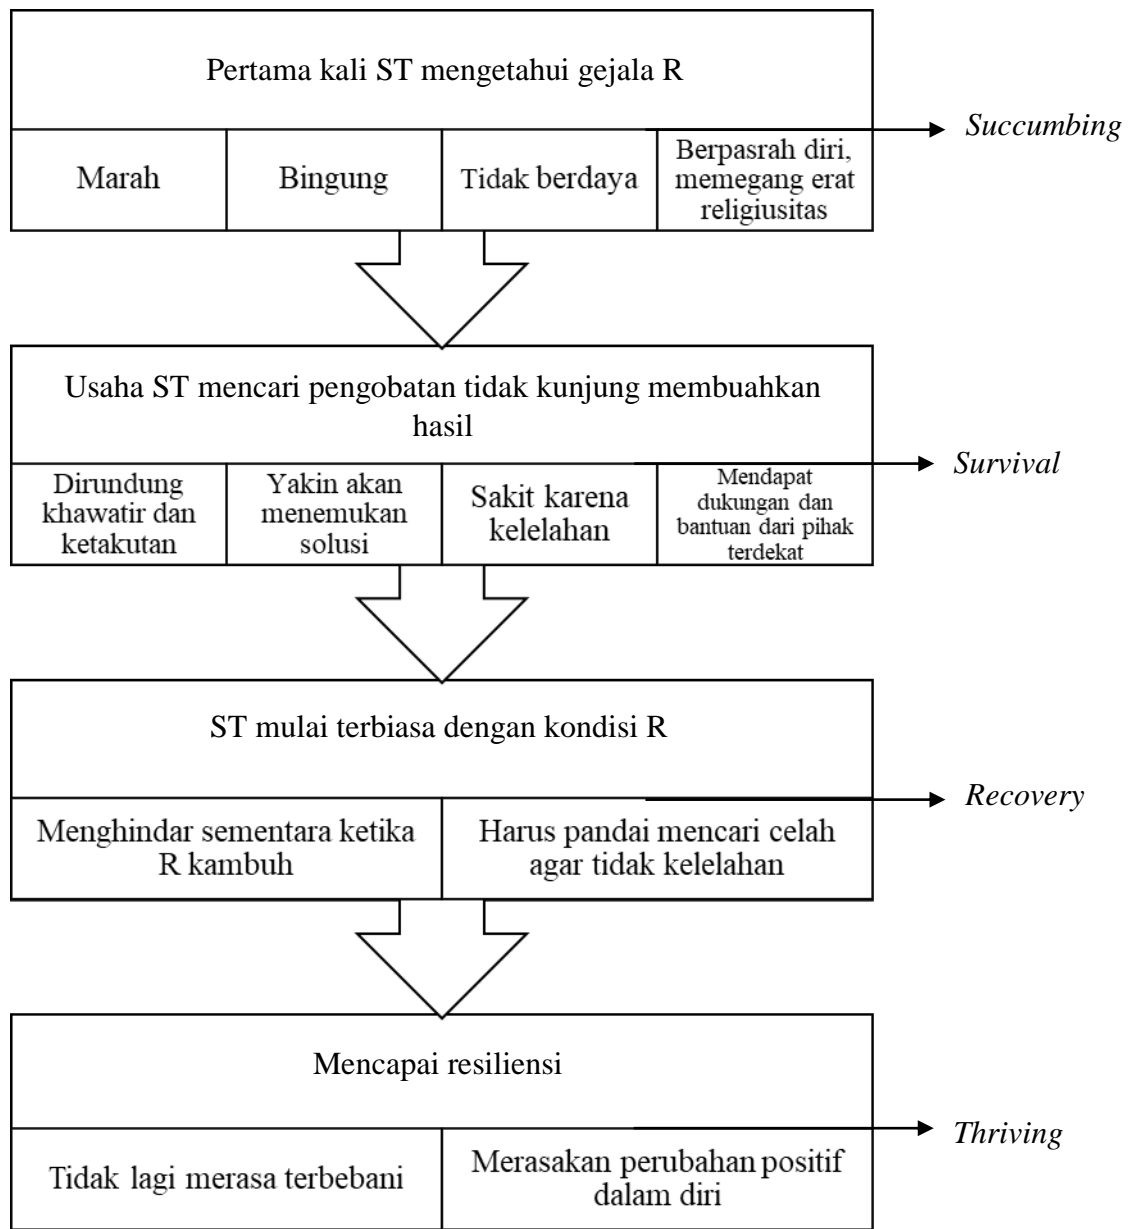 Pertama kali ST mengetahui gejala R
Succumbing
Marah
Bingung
Tidak berdaya
Berpasrah diri,
memegang erat
religiusitas
Usaha ST mencari pengobatan tidak kunjung membuahkan
hasil
Survival
Dirundung
khawatir dan
ketakutan
Yakin akan
menemukan
solusi
Sakit karena
kelelahan
Mendapat
dukungan dan
bantuan dari pihak
terdekat
ST mulai terbiasa dengan kondisi R
Recovery
Menghindar sementara ketika
R kambuh
Harus pandai mencari celah
agar tidak kelelahan
Mencapai resiliensi
Thriving
Tidak lagi merasa terbebani
Merasakan perubahan positif
dalam diri